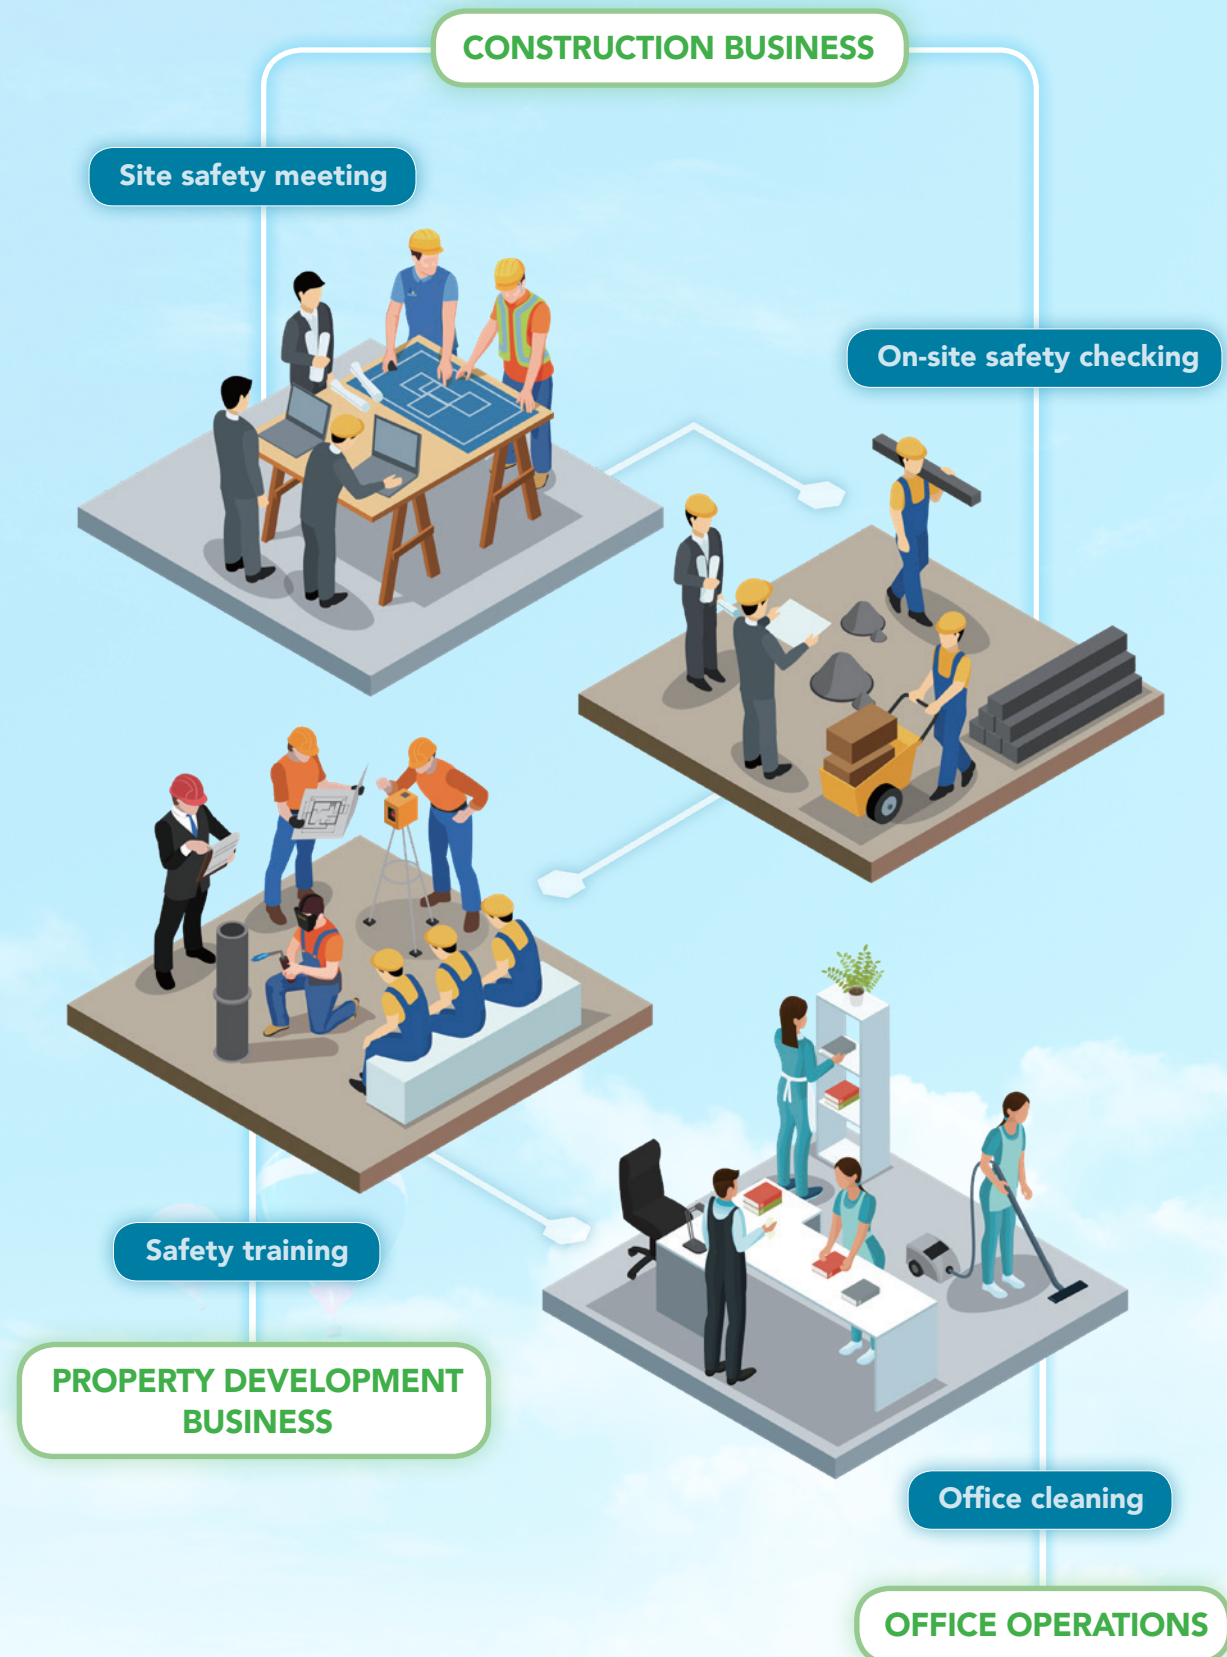 CONSTRUCTION BUSINESS
Site safety meeting
On-site safety checking
Safety training
PROPERTY DEVELOPMENT
BUSINESS
Office cleaning
OFFICE OPERATIONS